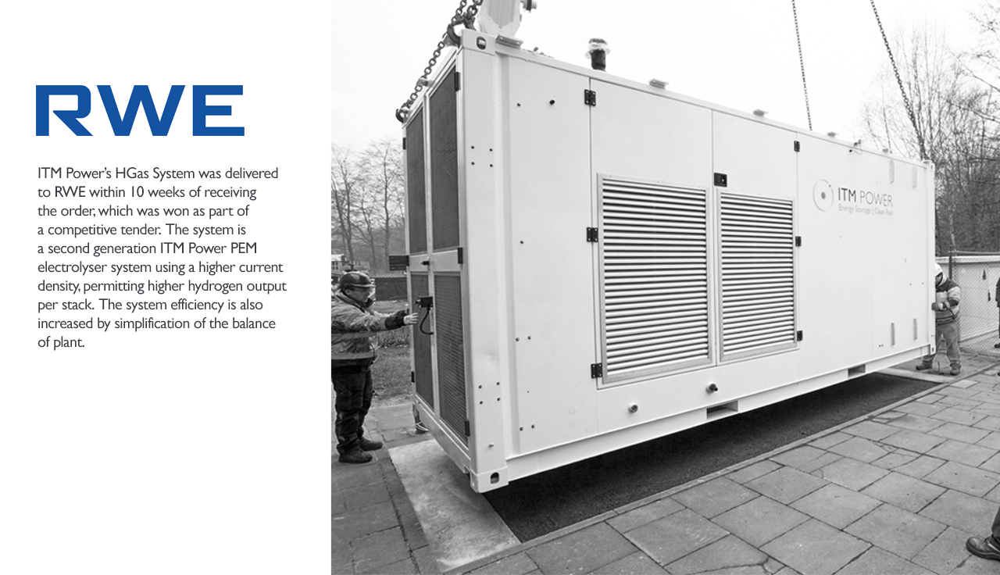 RWE
ITM Power's HGas System was delivered
to RWE within 10 weeks of receiving
the order, which was won as part of
a competitive tender. The system is
a second generation ITM Power PEM
electrolyser system using a higher current
density, permitting higher hydrogen output
per stack. The system efficiency is also
increased by simplification of the balance
of plant.
ITM POWER
Energy Storage | Clean Fuel